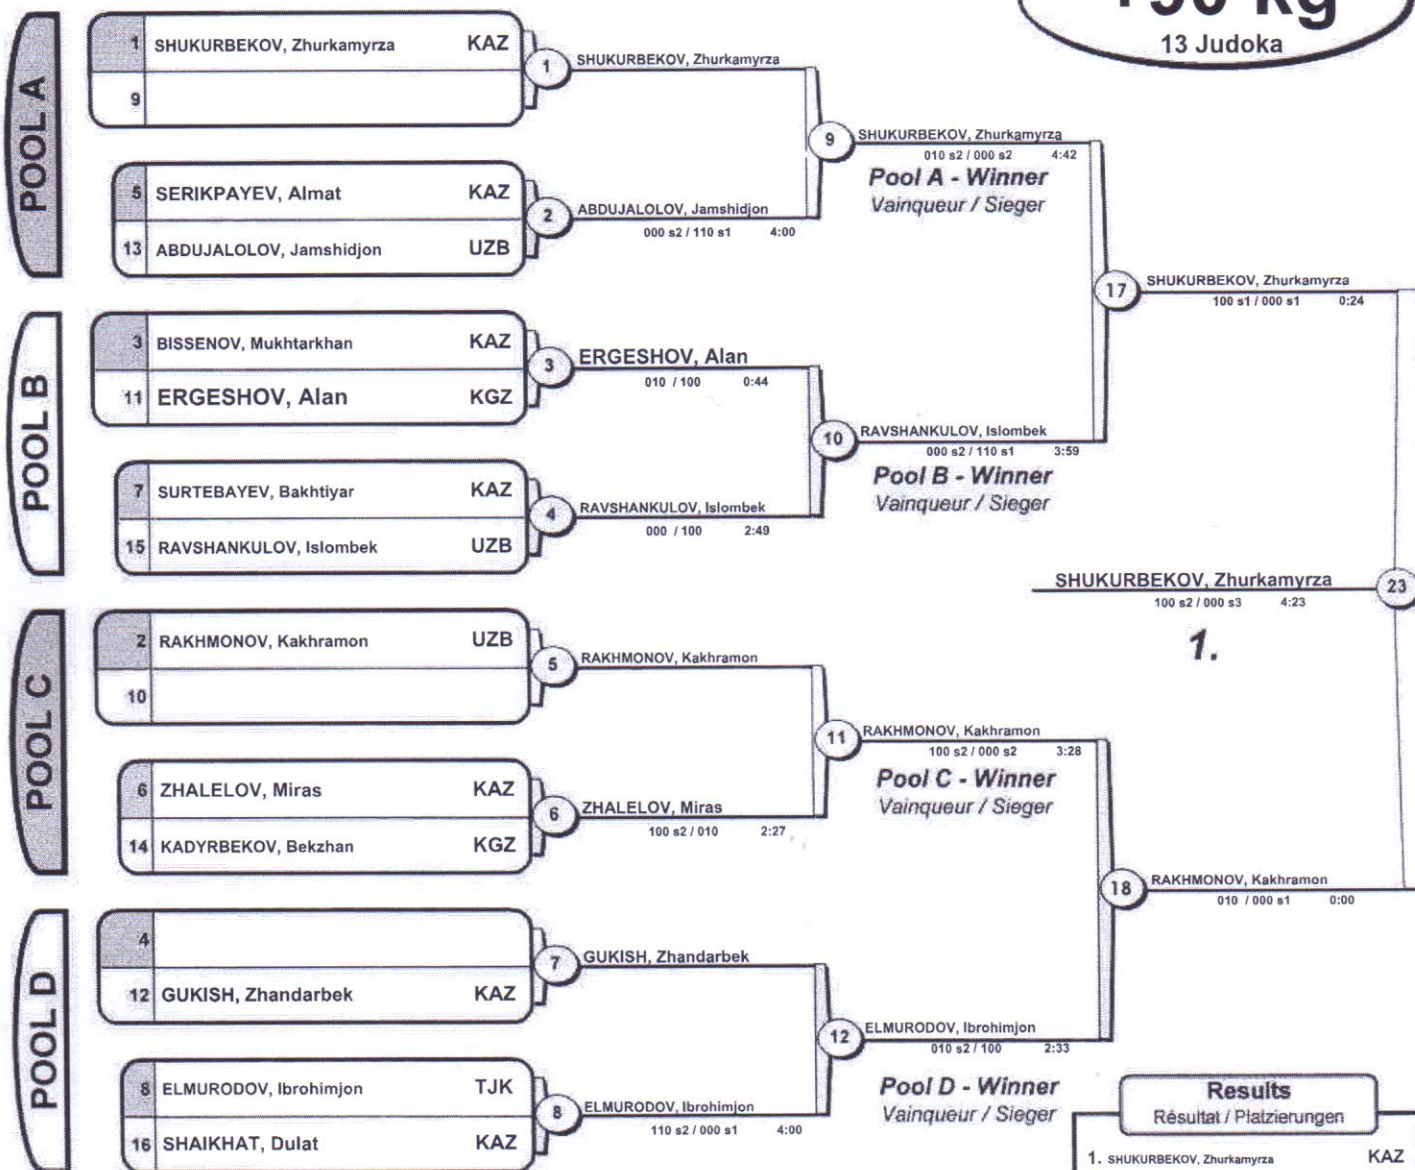 +90 kg
13 Judoka
POOL A
1 SHUKURBEKOV, Zhurkamyrza KAZ
9
1
SHUKURBEKOV, Zhurkamyrza
5 SERIKPAYEV, Almat KAZ
13 ABDUJALOLOV, Jamshidjon UZB
2
ABDUJALOLOV, Jamshidjon
000 s2 / 110 s1 4:00
9
SHUKURBEKOV, Zhurkamyrza
010 s2 / 000 s2 4:42
Pool A - Winner
Vainqueur / Sieger
POOL B
3 BISSENOV, Mukhtarkhan KAZ
11 ERGESHOV, Alan KGZ
3
ERGESHOV, Alan
010 / 100 0:44
7 SURTEBAYEV, Bakhtiyar KAZ
15 RAVSHANKULOV, Islombek UZB
4
RAVSHANKULOV, Islombek
000 / 100 2:49
10
RAVSHANKULOV, Islombek
000 s2 / 110 s1 3:59
Pool B - Winner
Vainqueur / Sieger
17
SHUKURBEKOV, Zhurkamyrza
100 s1 / 000 s1 0:24
SHUKURBEKOV, Zhurkamyrza
100 s2 / 000 s3 4:23
23
1.
POOL C
2 RAKHMONOV, Kakhramon UZB
10
5
RAKHMONOV, Kakhramon
6 ZHALELOV, Miras KAZ
14 KADYRBEKOV, Bekzhan KGZ
6
ZHALELOV, Miras
100 s2 / 010 2:27
11
RAKHMONOV, Kakhramon
100 s2 / 000 s2 3:28
Pool C - Winner
Vainqueur / Sieger
POOL D
4
12 GUKISH, Zhandarbek KAZ
7
GUKISH, Zhandarbek
8 ELMURODOV, Ibrohimjon TJK
16 SHAIKHAT, Dulat KAZ
8
ELMURODOV, Ibrohimjon
110 s2 / 000 s1 4:00
12
ELMURODOV, Ibrohimjon
010 s2 / 100 2:33
Pool D - Winner
Vainqueur / Sieger
18
RAKHMONOV, Kakhramon
010 / 000 s1 0:00
Results
Résultat / Platzierungen
1. SHUKURBEKOV, Zhurkamyrza KAZ